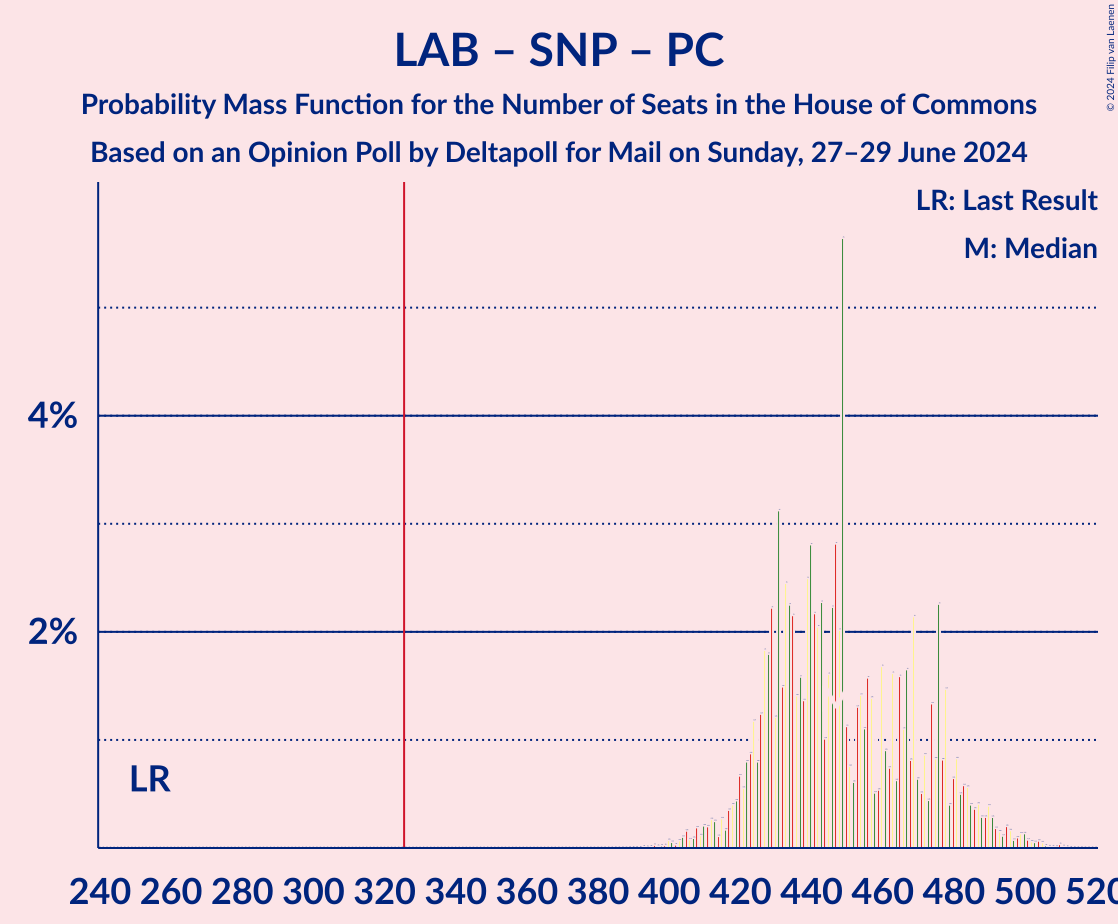 LAB – SNP – PC
Probability Mass Function for the Number of Seats in the House of Commons
Based on an Opinion Poll by Deltapoll for Mail on Sunday, 27–29 June 2024
© 2024 Filip van Laenen
LR: Last Result
M: Median
4%
2%
LR
240 260 280 300 320 340 360 380 400 420 440 460 480 500 520